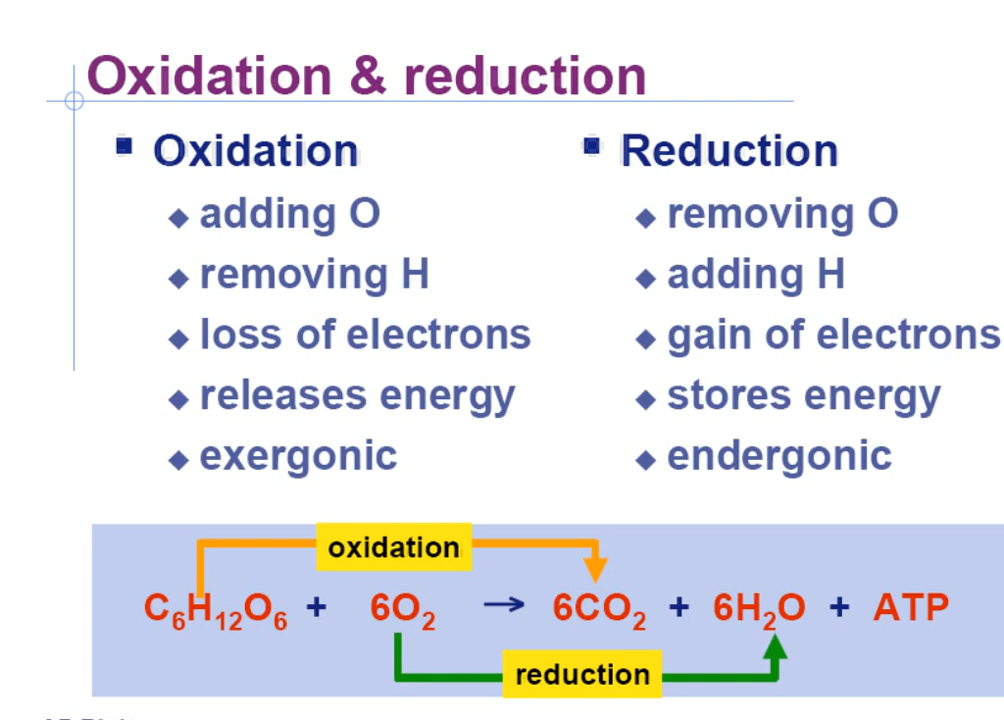 Oxidation & reduction
Oxidation
adding O
removing H
loss of electrons
releases energy
exergonic
Reduction
removing O
adding H
gain of electrons
stores energy
endergonic
oxidation
C₆H₁₂O₆ + 6O₂ → 6CO₂ + 6H₂O + ATP
reduction